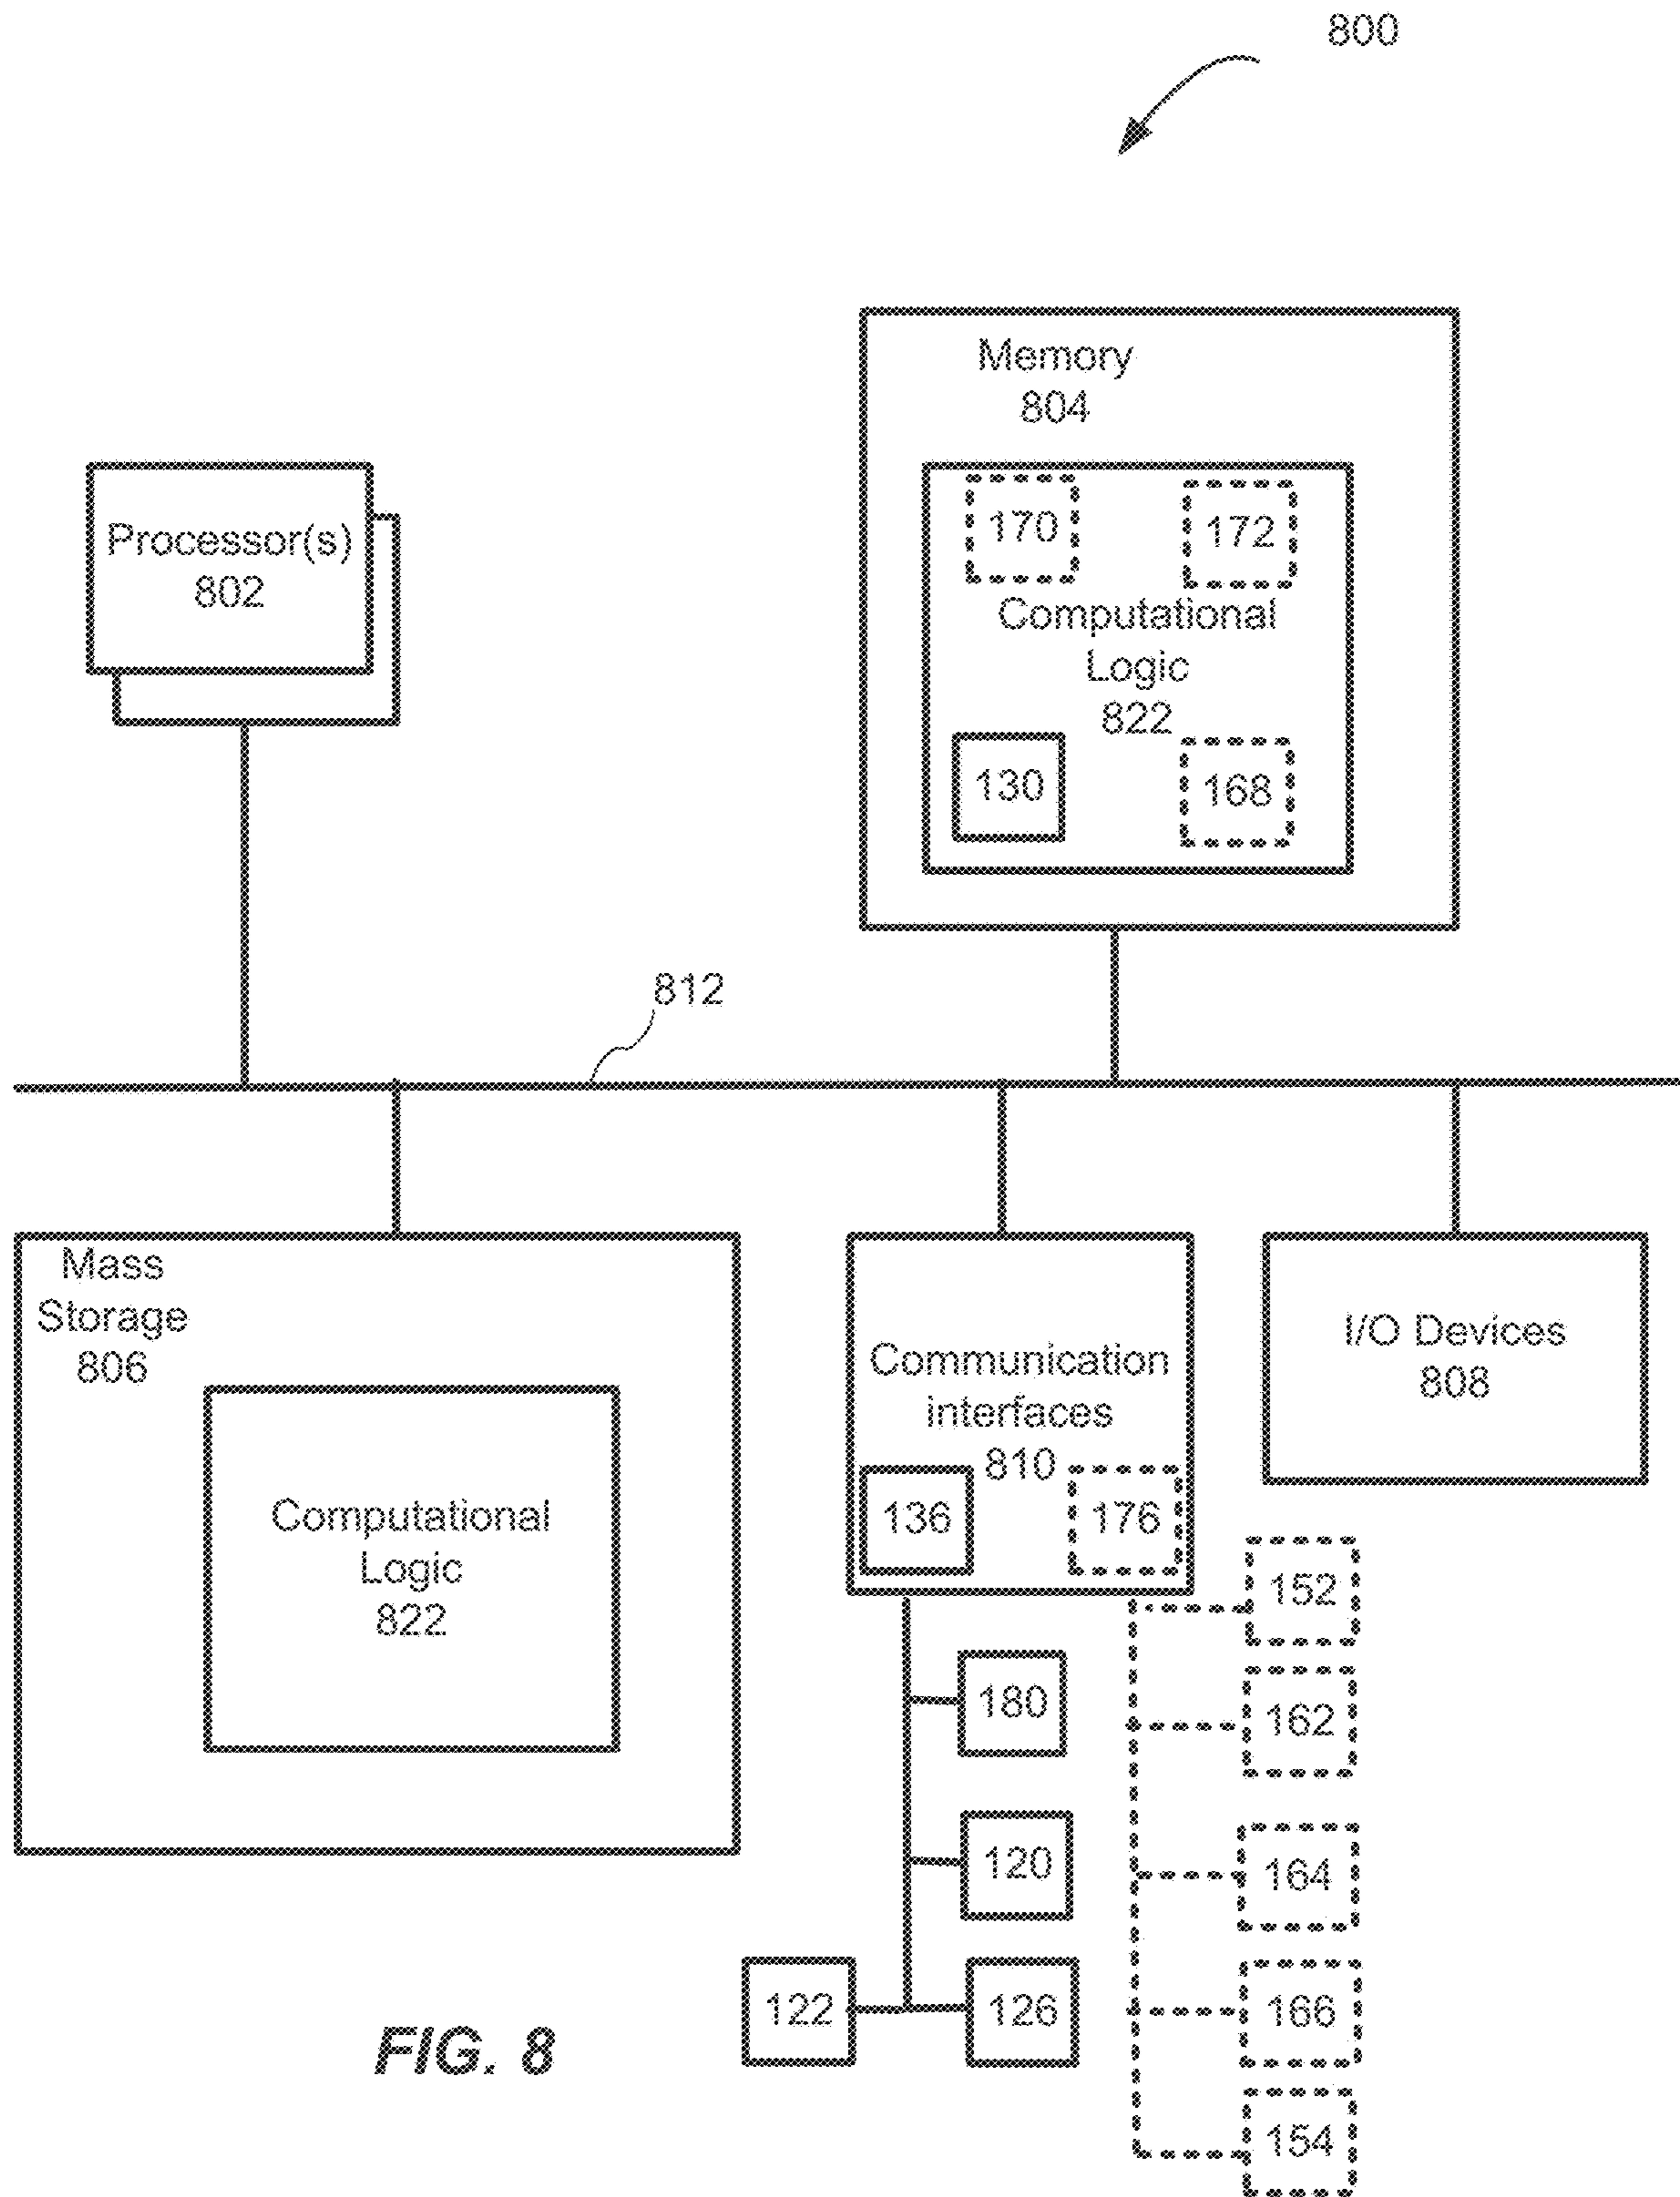 800
Memory
804
170
172
Processor(s)
802
Computational
Logic
822
130
168
812
Mass
Storage
806
Computational
Logic
822
Communication
interfaces
810
136
176
I/O Devices
808
152
180
162
120
164
122
126
166
154
FIG. 8